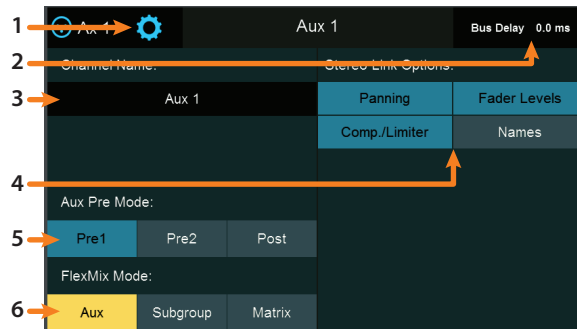 1
Ax 1
Aux 1
Bus Delay 0.0 ms
2
Channel Name:
Stereo Link Options:
3
Aux 1
Panning
Fader Levels
Comp./Limiter
Names
4
Aux Pre Mode:
5
Pre1
Pre2
Post
FlexMix Mode:
6
Aux
Subgroup
Matrix